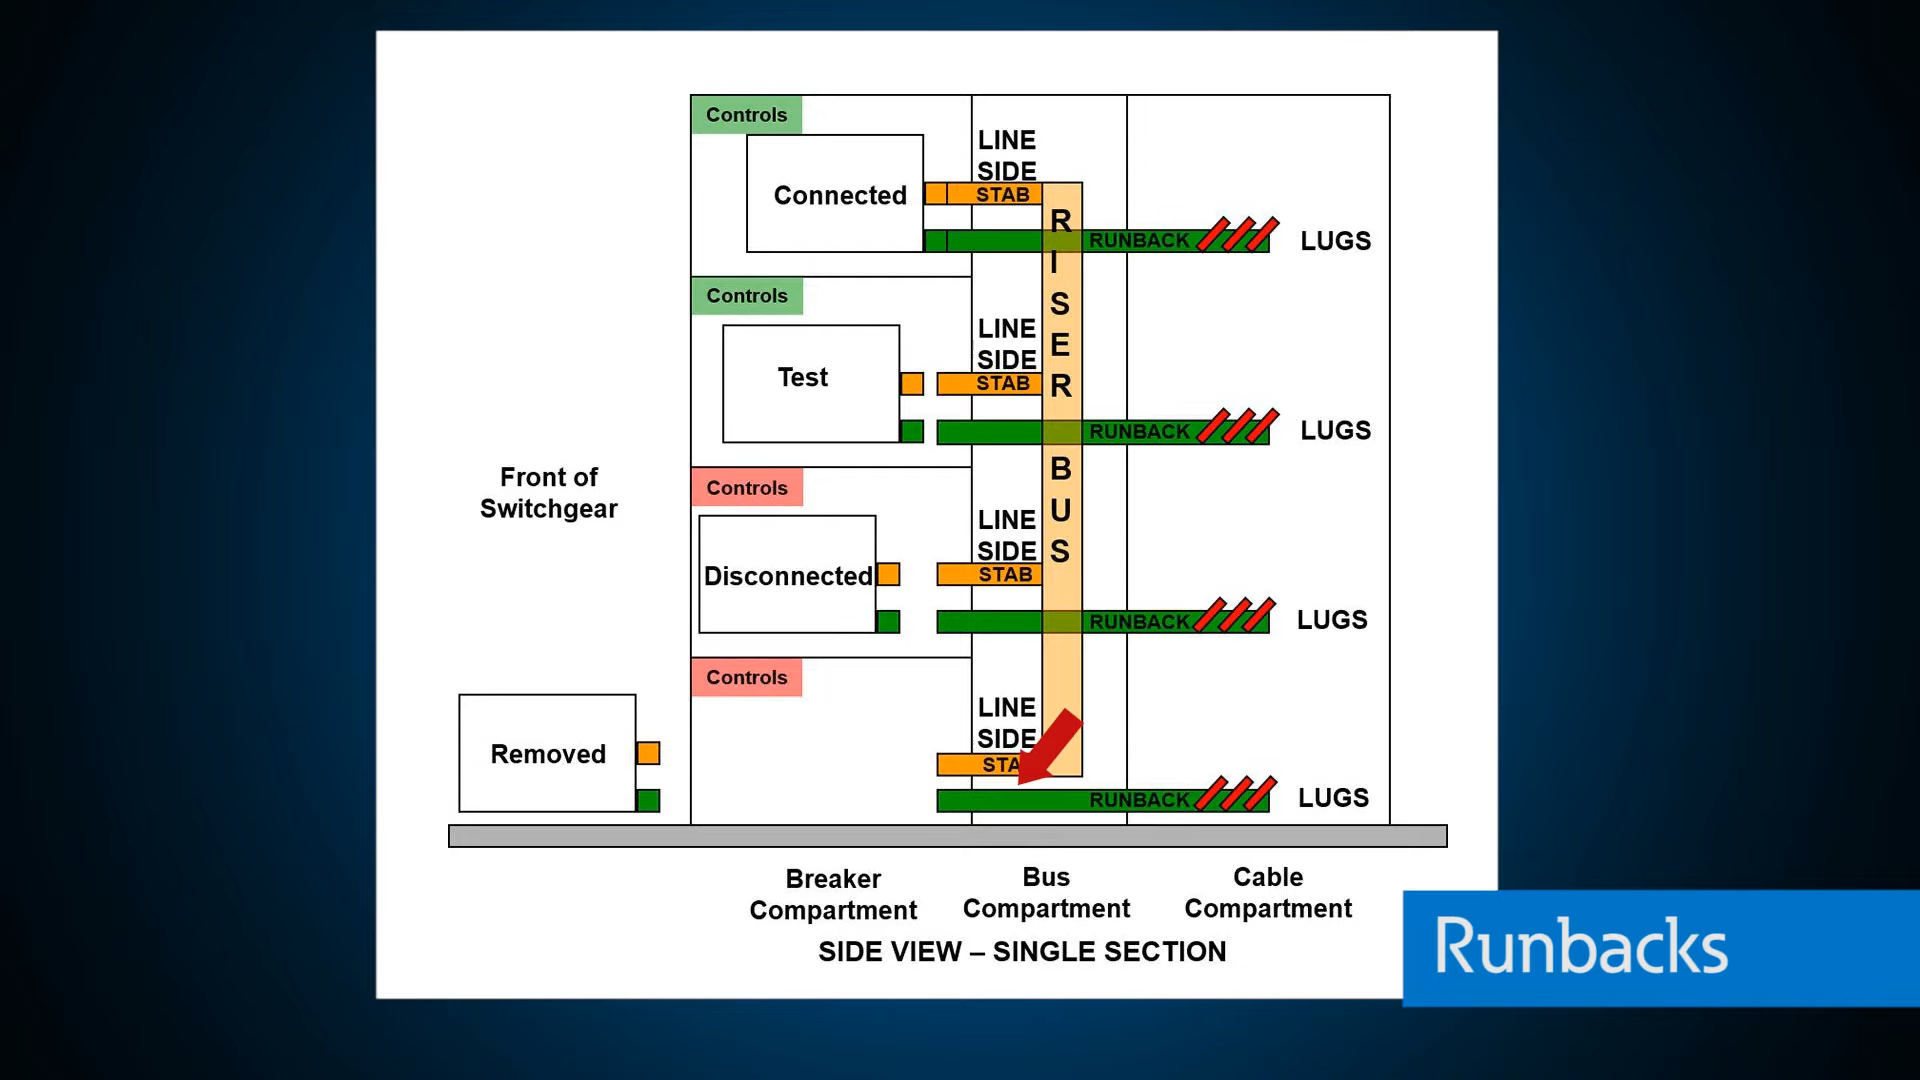 Controls
LINE
SIDE
Connected
STAB
RUNBACK
LUGS
Controls
LINE
SIDE
Test
STAB
RUNBACK
LUGS
RISER BUS
Front of
Switchgear
Controls
LINE
SIDE
Disconnected
STAB
RUNBACK
LUGS
Controls
LINE
SIDE
Removed
STA
RUNBACK
LUGS
Breaker
Compartment
Bus
Compartment
Cable
Compartment
SIDE VIEW – SINGLE SECTION
Runbacks